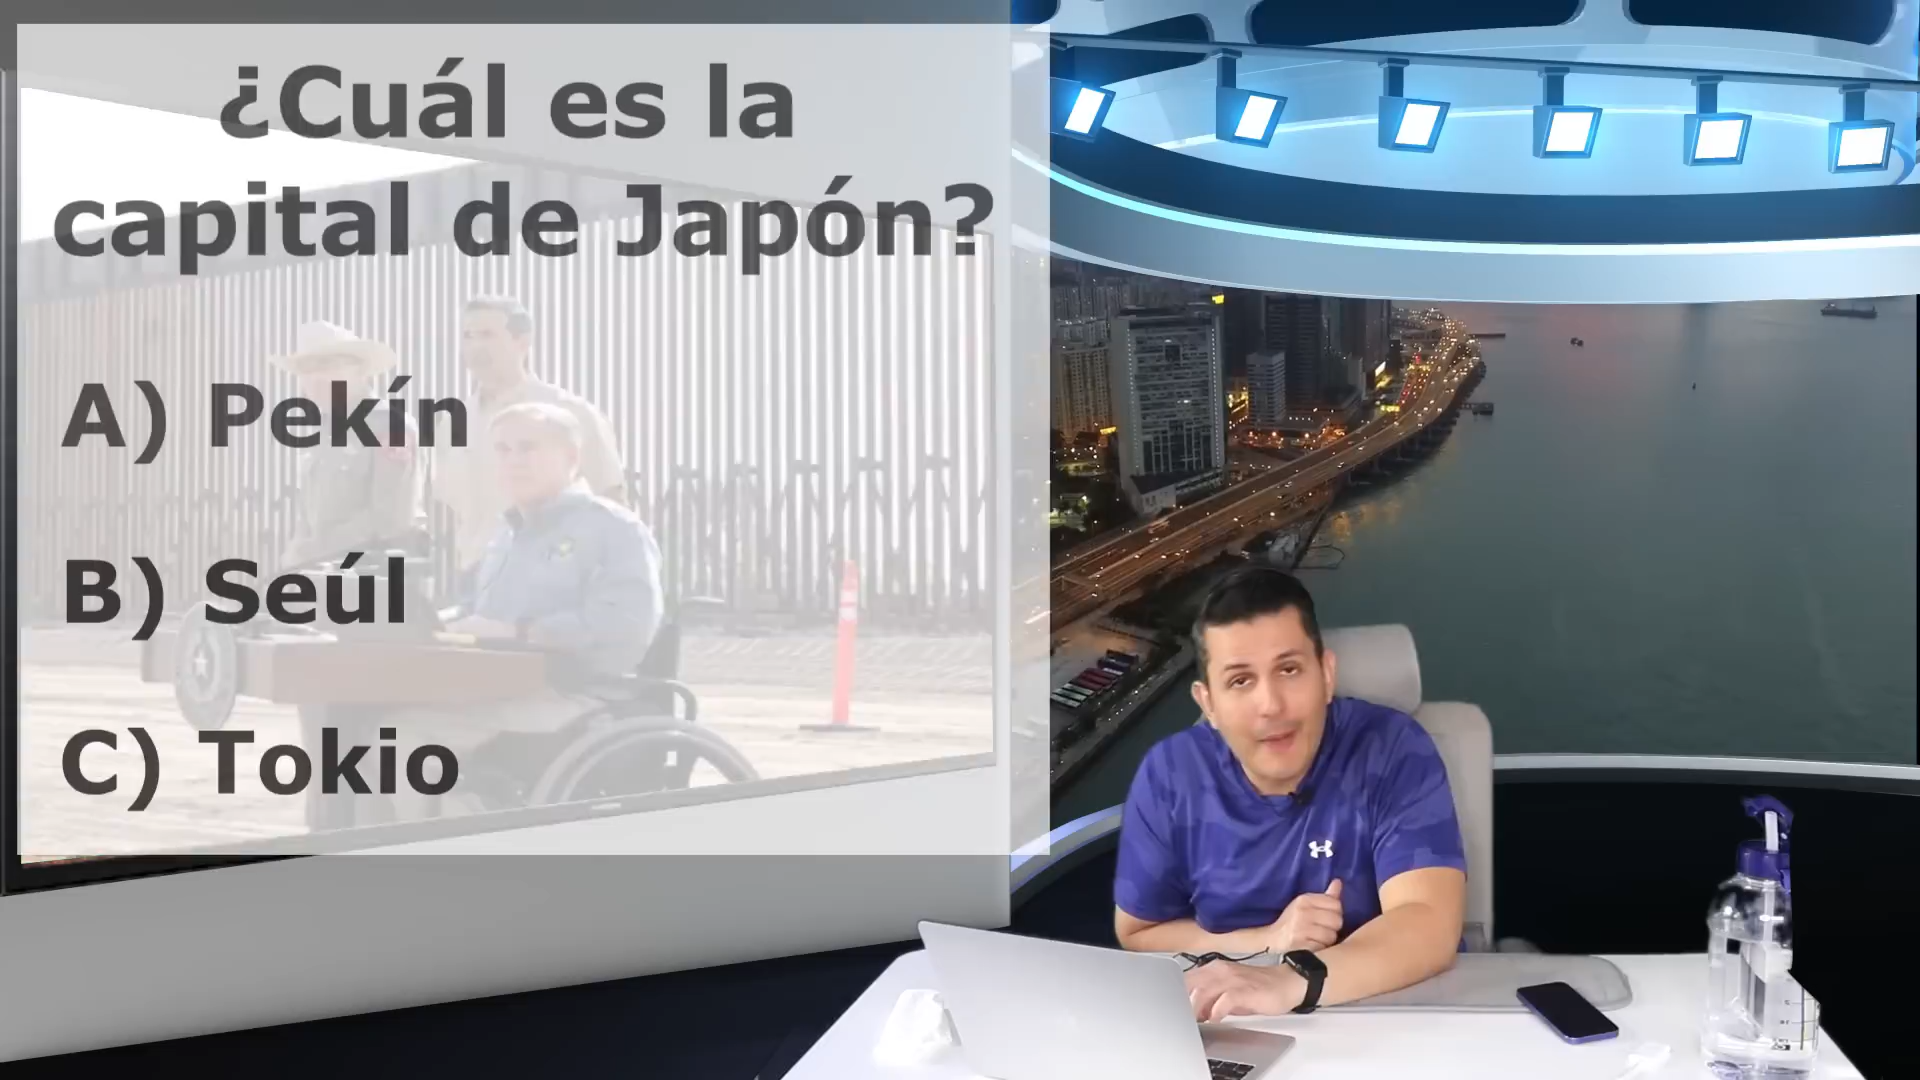 ¿Cuál es la
capital de Japón?
A) Pekín
B) Seúl
C) Tokio